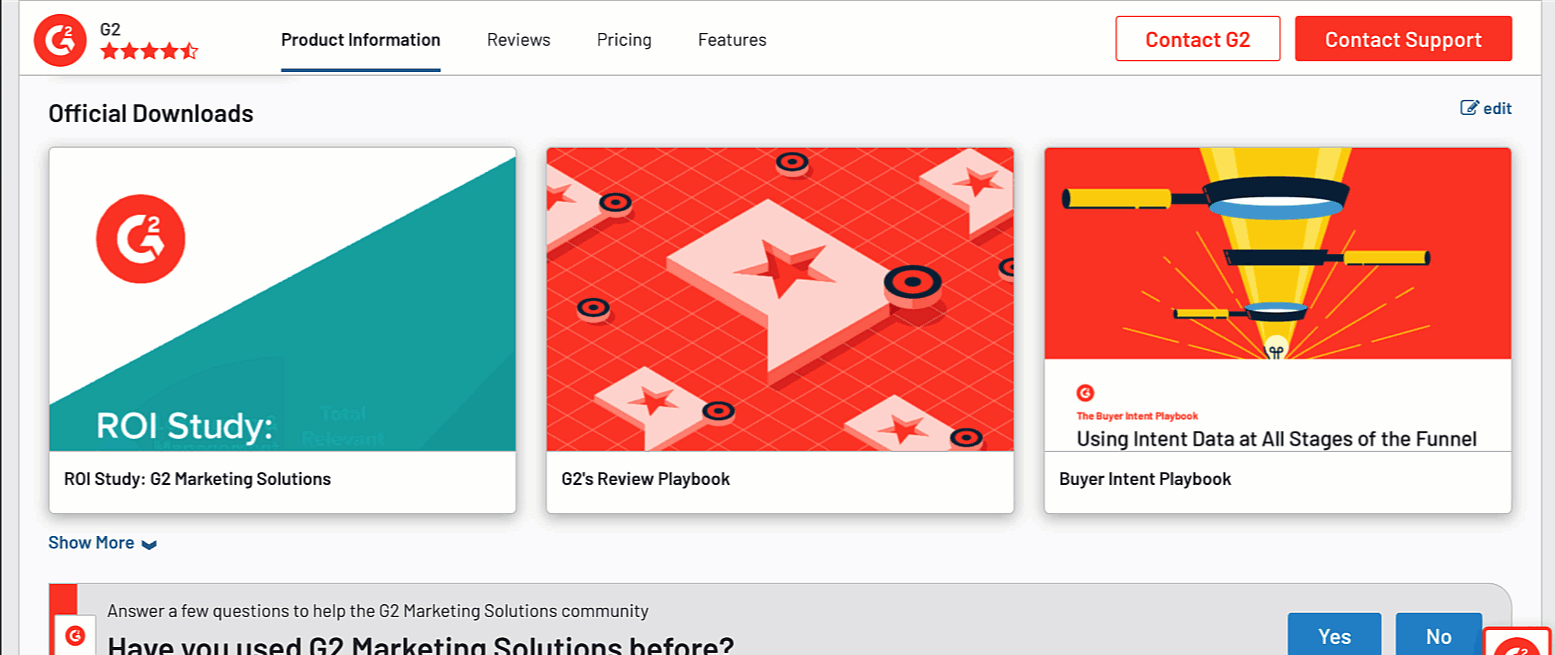 G2
Product Information
Reviews
Pricing
Features
Contact G2
Contact Support
Official Downloads
edit
G2
ROI Study:
Total
Relevant
ROI Study: G2 Marketing Solutions
G2's Review Playbook
The Buyer Intent Playbook
Using Intent Data at All Stages of the Funnel
Buyer Intent Playbook
Show More
Answer a few questions to help the G2 Marketing Solutions community
Have you used G2 Marketing Solutions before?
Yes
No